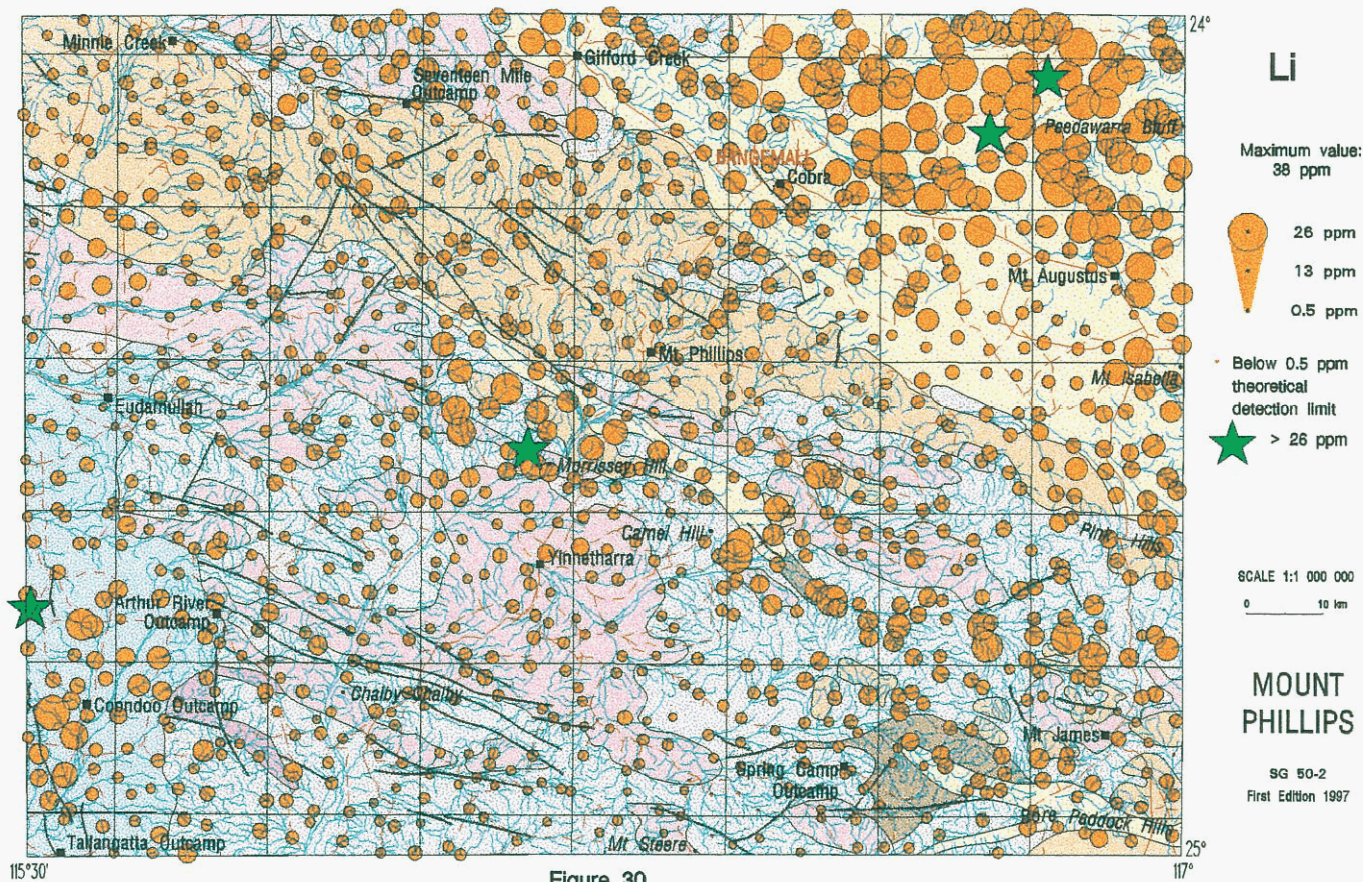 24°
Minnie Creek
Gifford Creek
Seventeen Mile
Outcamp
Peedawarra Bluff
BANGEMALL
Cobra
Mt Augustus
Mt Phillips
Mt Isabella
Eudamullah
Morrissey Hill
Camel Hill
Pink Hills
Yinnetharra
Arthur River
Outcamp
Chalby Chalby
Coondoo Outcamp
Mt James
Spring Camp
Outcamp
Bore Paddock Hills
Tallangatta Outcamp
Mt Steere
25°
115°30'
117°
Figure 30
Li
Maximum value:
38 ppm
26 ppm
13 ppm
0.5 ppm
Below 0.5 ppm
theoretical
detection limit
> 26 ppm
SCALE 1:1 000 000
0 10 km
MOUNT
PHILLIPS
SG 50-2
First Edition 1997